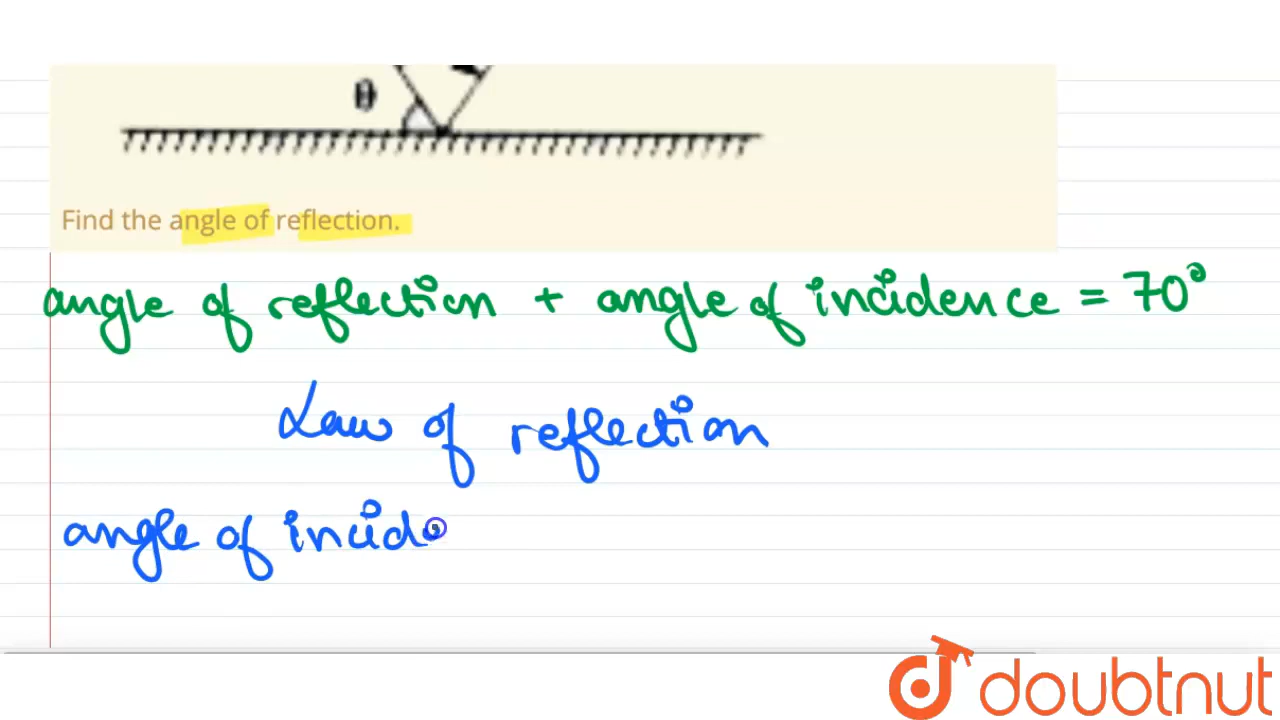 θ
Find the angle of reflection.
angle of reflection + angle of incidence = 70°
Law of reflection
angle of incid
doubtnut